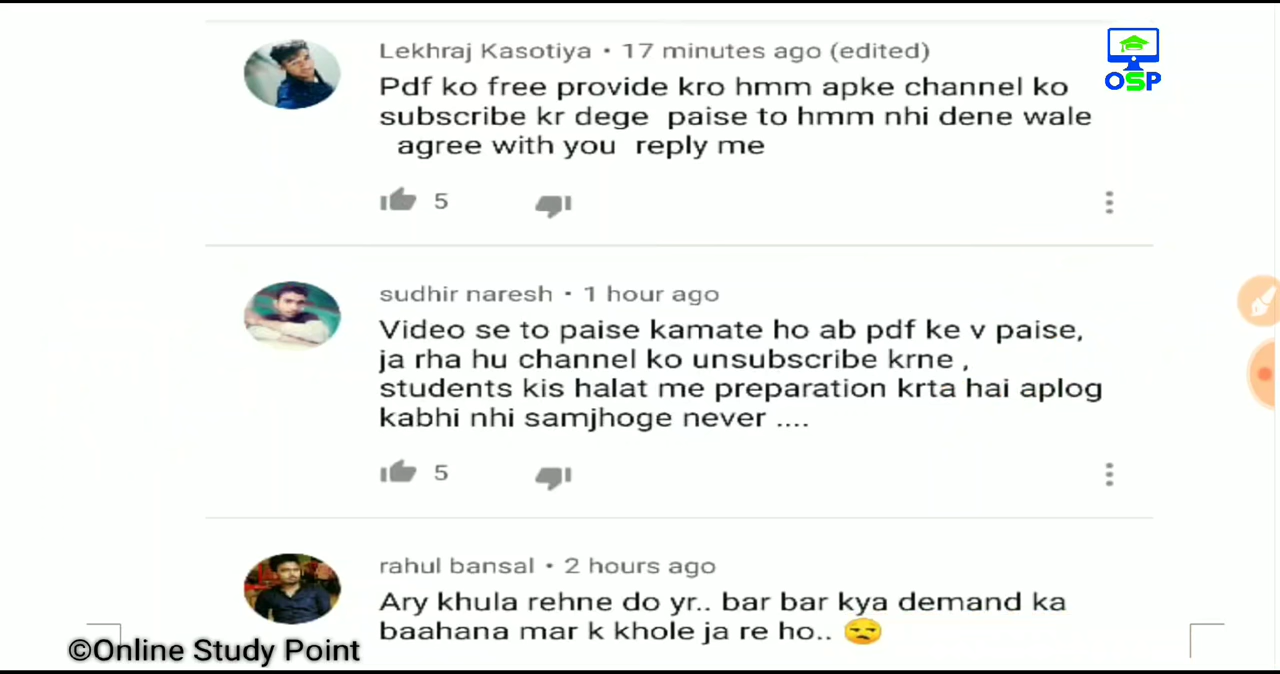 Lekhraj Kasotiya • 17 minutes ago (edited)
OSP
Pdf ko free provide kro hmm apke channel ko
subscribe kr dege paise to hmm nhi dene wale
agree with you reply me
5
sudhir naresh • 1 hour ago
Video se to paise kamate ho ab pdf ke v paise,
ja rha hu channel ko unsubscribe krne ,
students kis halat me preparation krta hai aplog
kabhi nhi samjhoge never ....
5
rahul bansal • 2 hours ago
Ary khula rehne do yr.. bar bar kya demand ka
baahana mar k khole ja re ho.. 😒
©Online Study Point